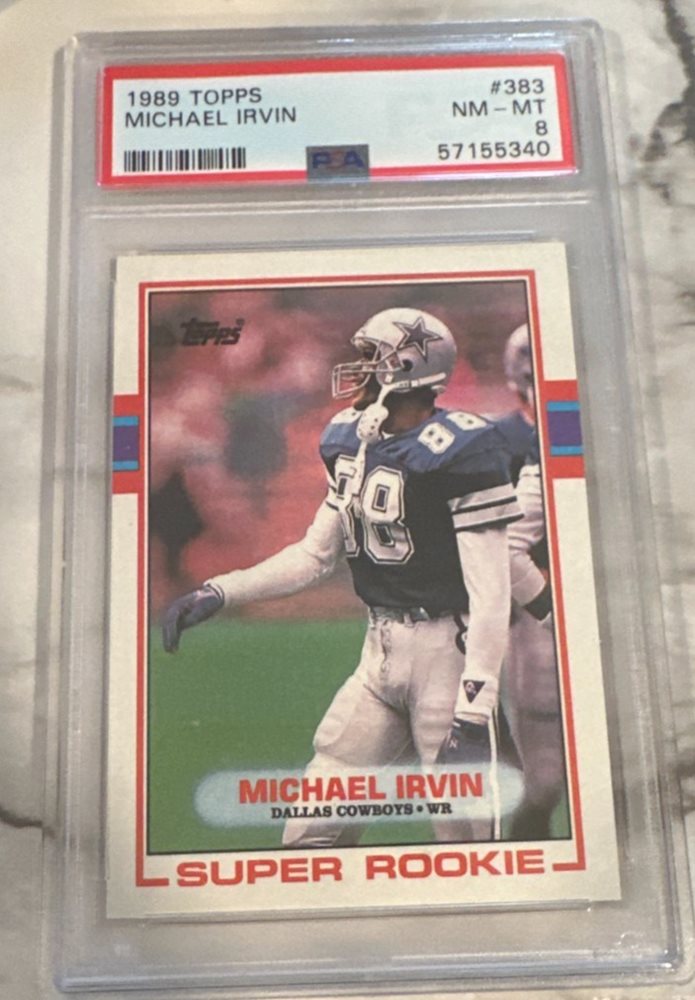 1989 TOPPS #383
MICHAEL IRVIN NM - MT
8
PSA 57155340
Topps
88
88
MICHAEL IRVIN
DALLAS COWBOYS • WR
SUPER ROOKIE